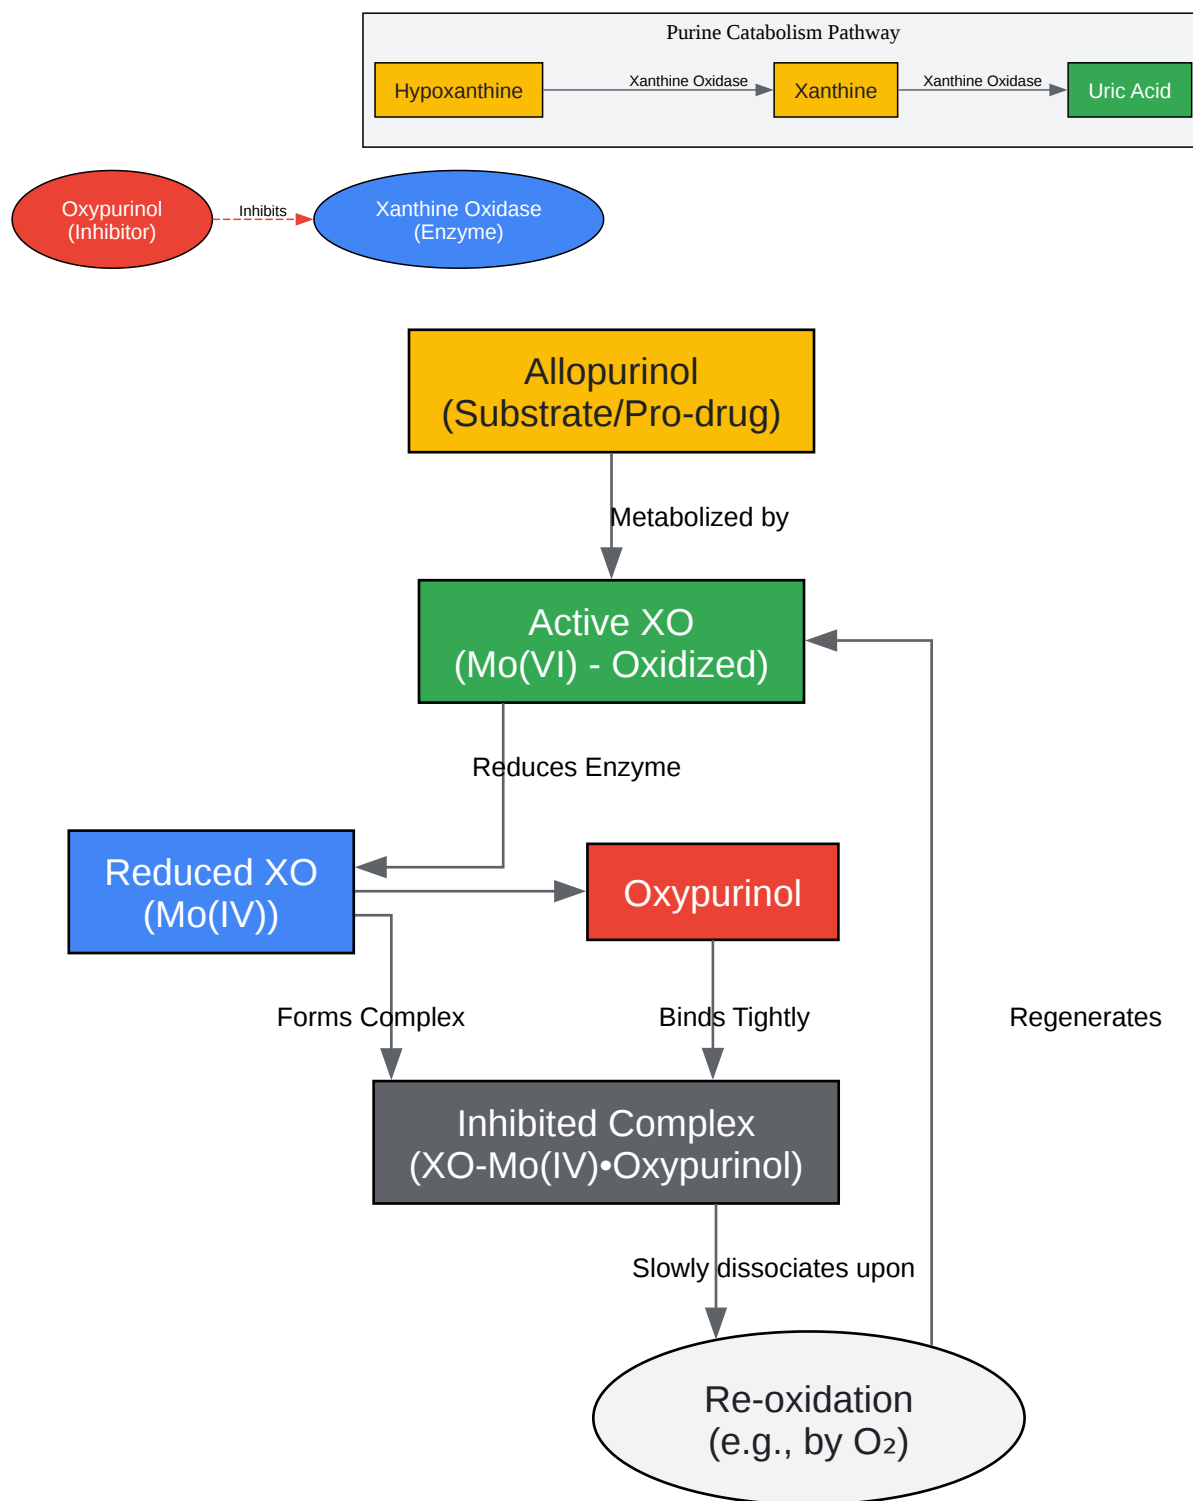 Purine Catabolism Pathway
Hypoxanthine
Xanthine Oxidase
Xanthine
Xanthine Oxidase
Uric Acid
Oxypurinol
(Inhibitor)
Inhibits
Xanthine Oxidase
(Enzyme)
Allopurinol
(Substrate/Pro-drug)
Metabolized by
Active XO
(Mo(VI) - Oxidized)
Reduces Enzyme
Reduced XO
(Mo(IV))
Oxypurinol
Forms Complex
Binds Tightly
Regenerates
Inhibited Complex
(XO-Mo(IV)•Oxypurinol)
Slowly dissociates upon
Re-oxidation
(e.g., by O₂)